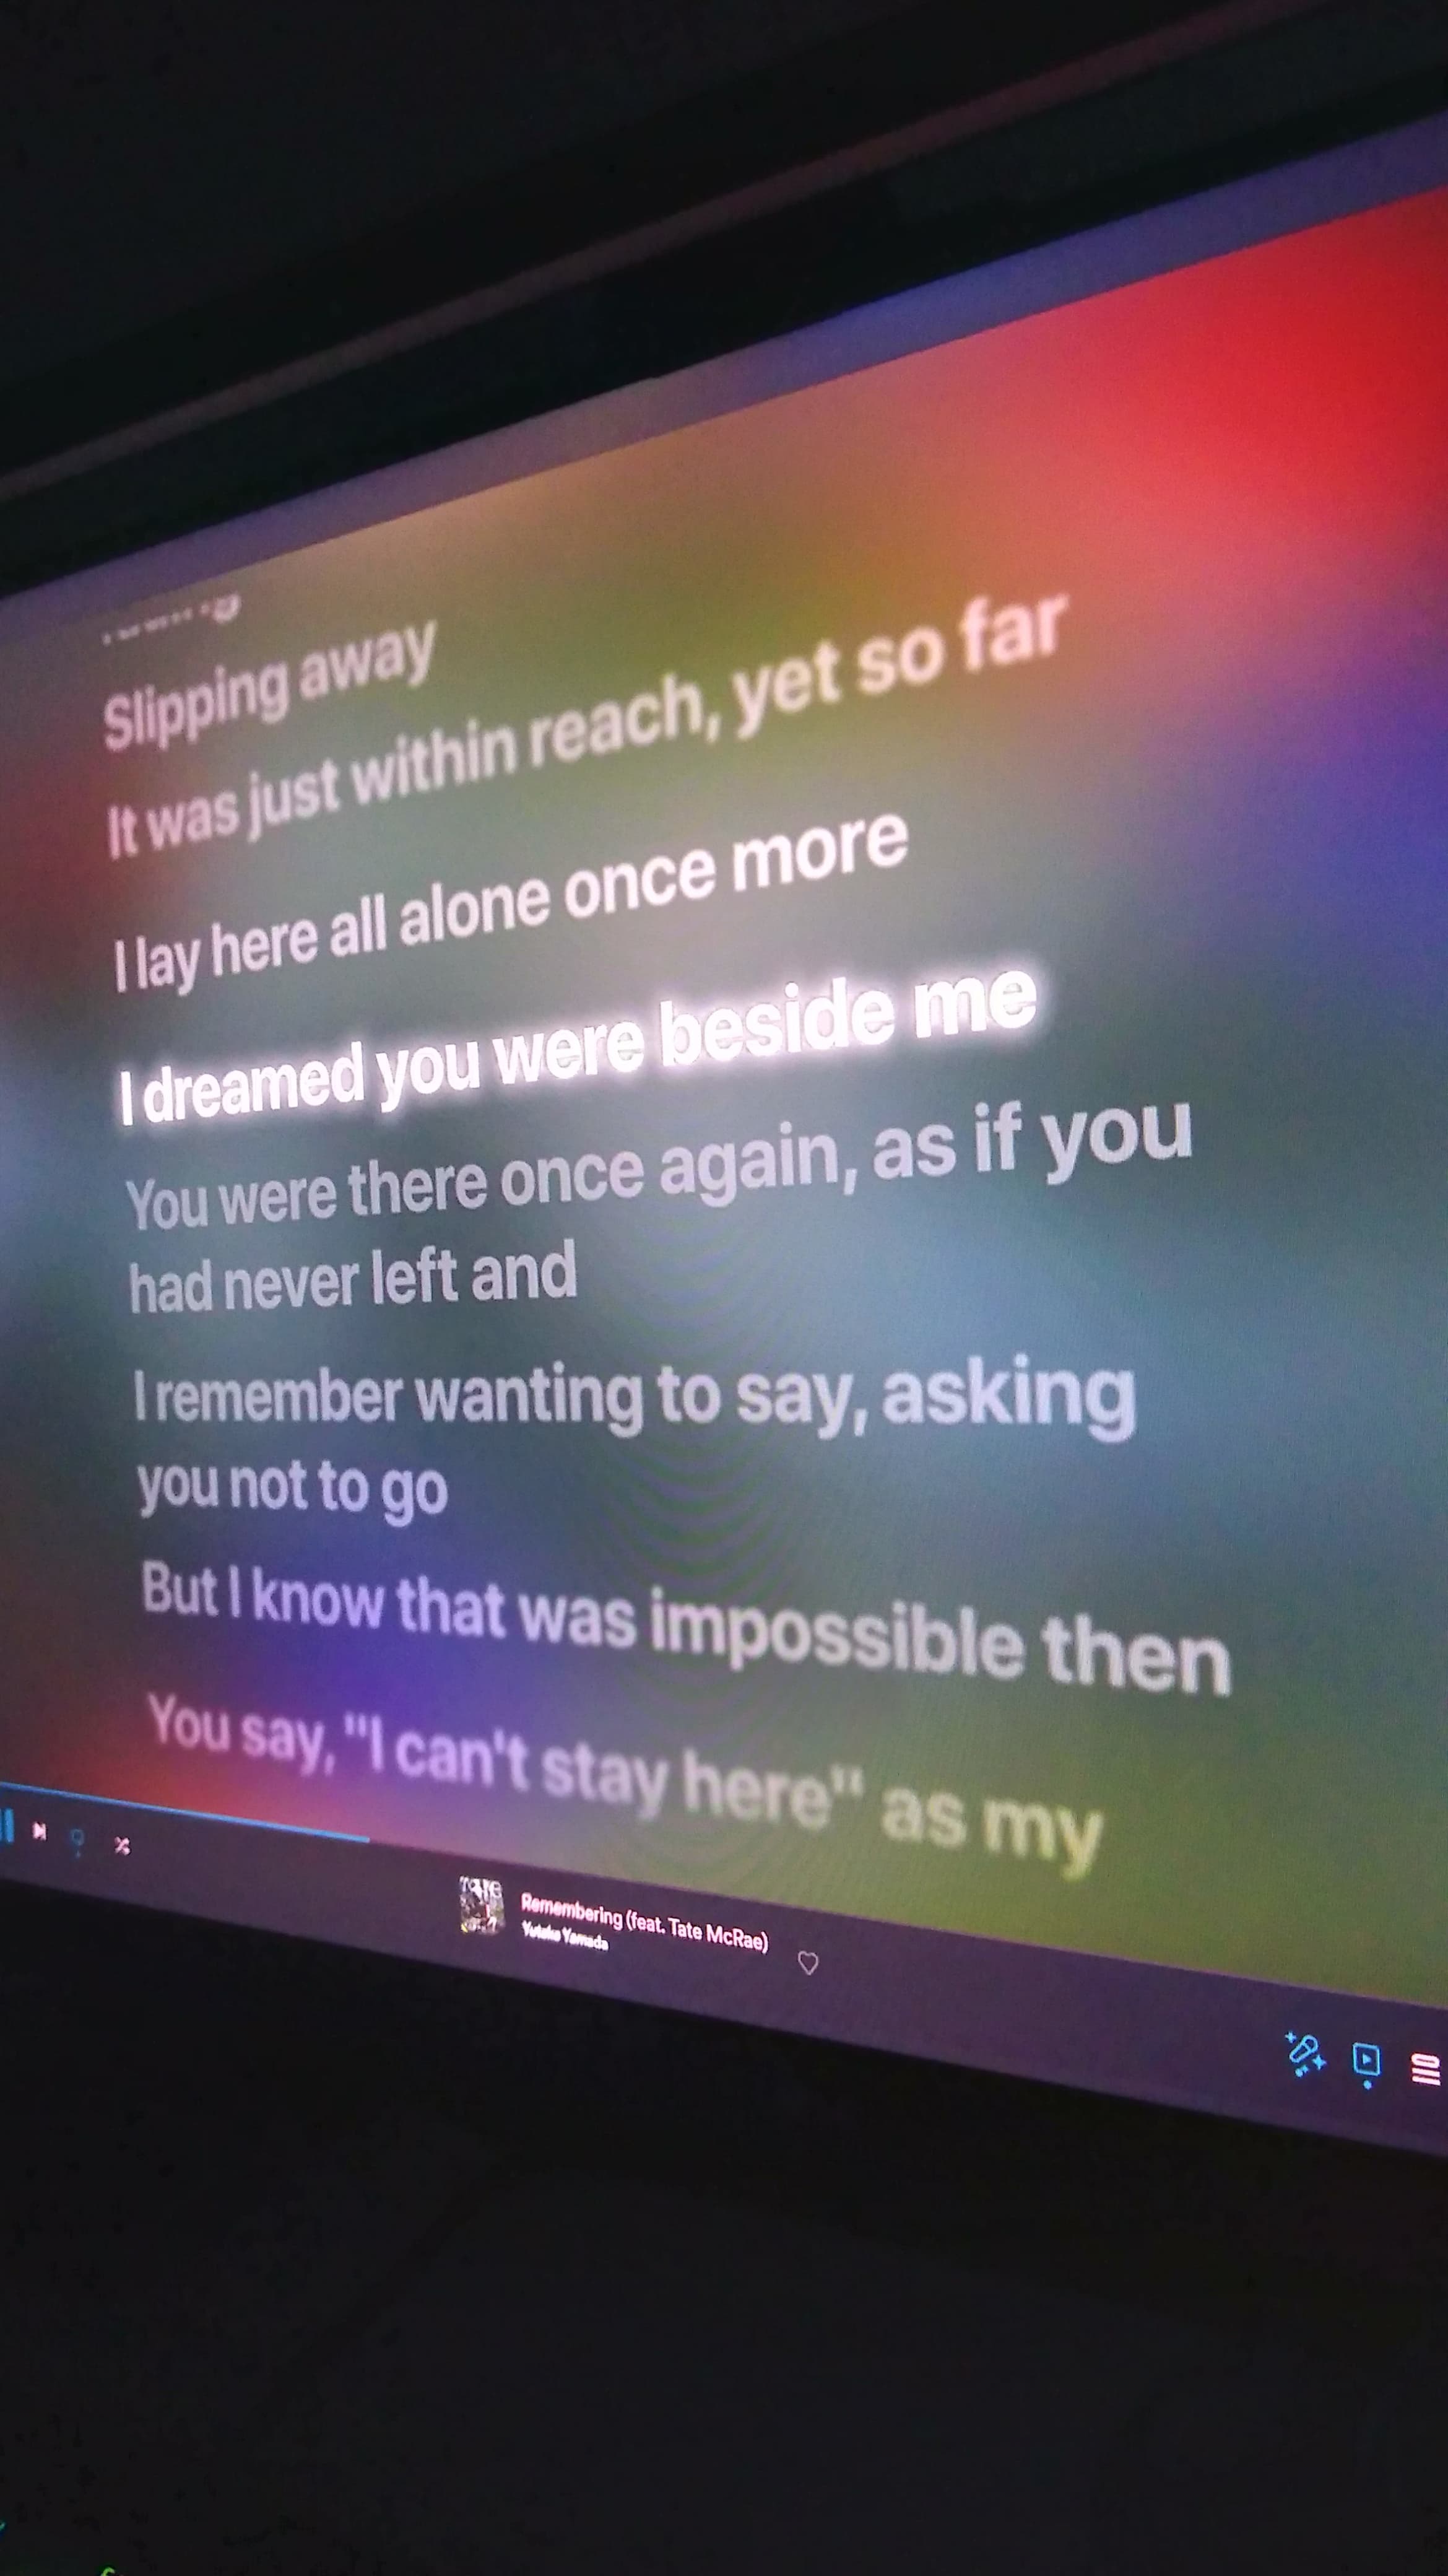 Slipping away
It was just within reach, yet so far
I lay here all alone once more
I dreamed you were beside me
You were there once again, as if you
had never left and
I remember wanting to say, asking
you not to go
But I know that was impossible then
You say, "I can't stay here" as my
Remembering (feat. Tate McRae)
Yutaka Yamada